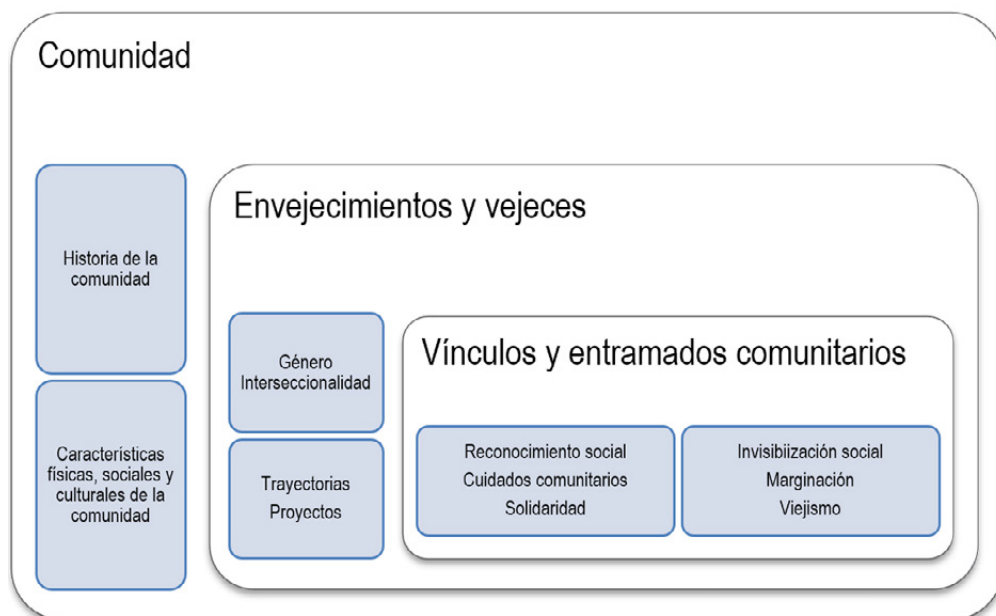 Comunidad
Historia de la
comunidad
Características
físicas, sociales y
culturales de la
comunidad
Envejecimientos y vejeces
Género
Interseccionalidad
Trayectorias
Proyectos
Vínculos y entramados comunitarios
Reconocimiento social
Cuidados comunitarios
Solidaridad
Invisibiización social
Marginación
Viejismo